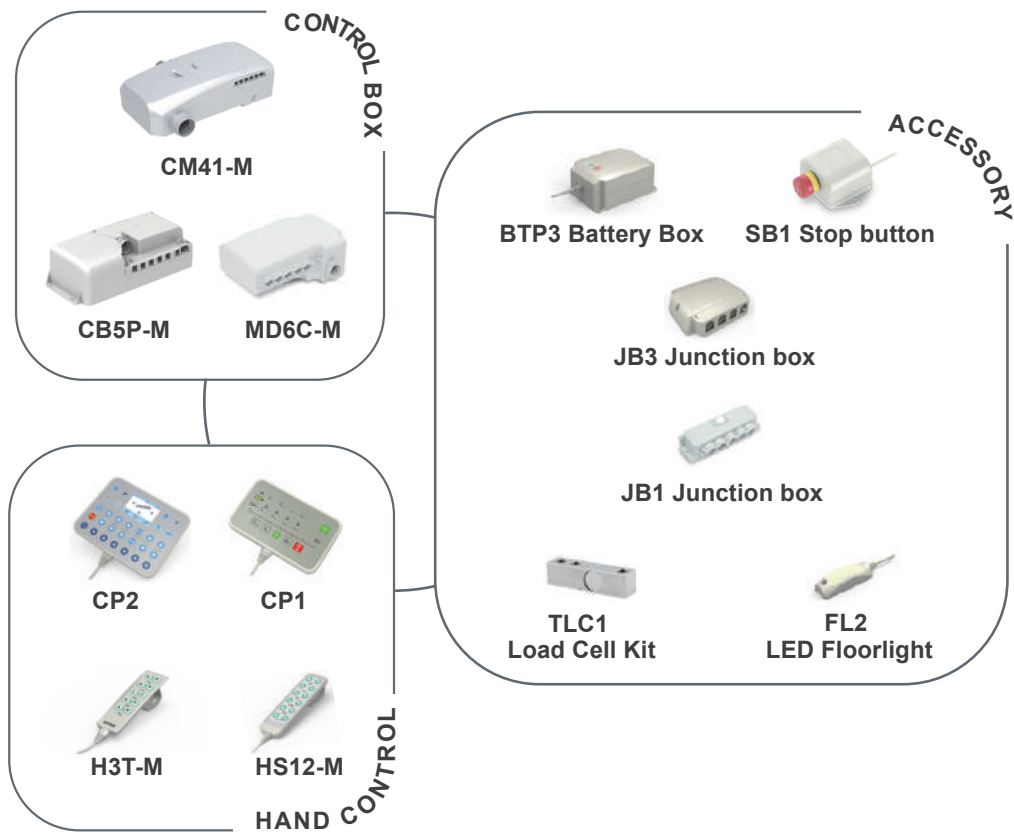 CONTROL BOX
CM41-M
CB5P-M
MD6C-M
ACCESSORY
BTP3 Battery Box
SB1 Stop button
JB3 Junction box
JB1 Junction box
TLC1
Load Cell Kit
FL2
LED Floorlight
CP2
CP1
H3T-M
HS12-M
HAND CONTROL